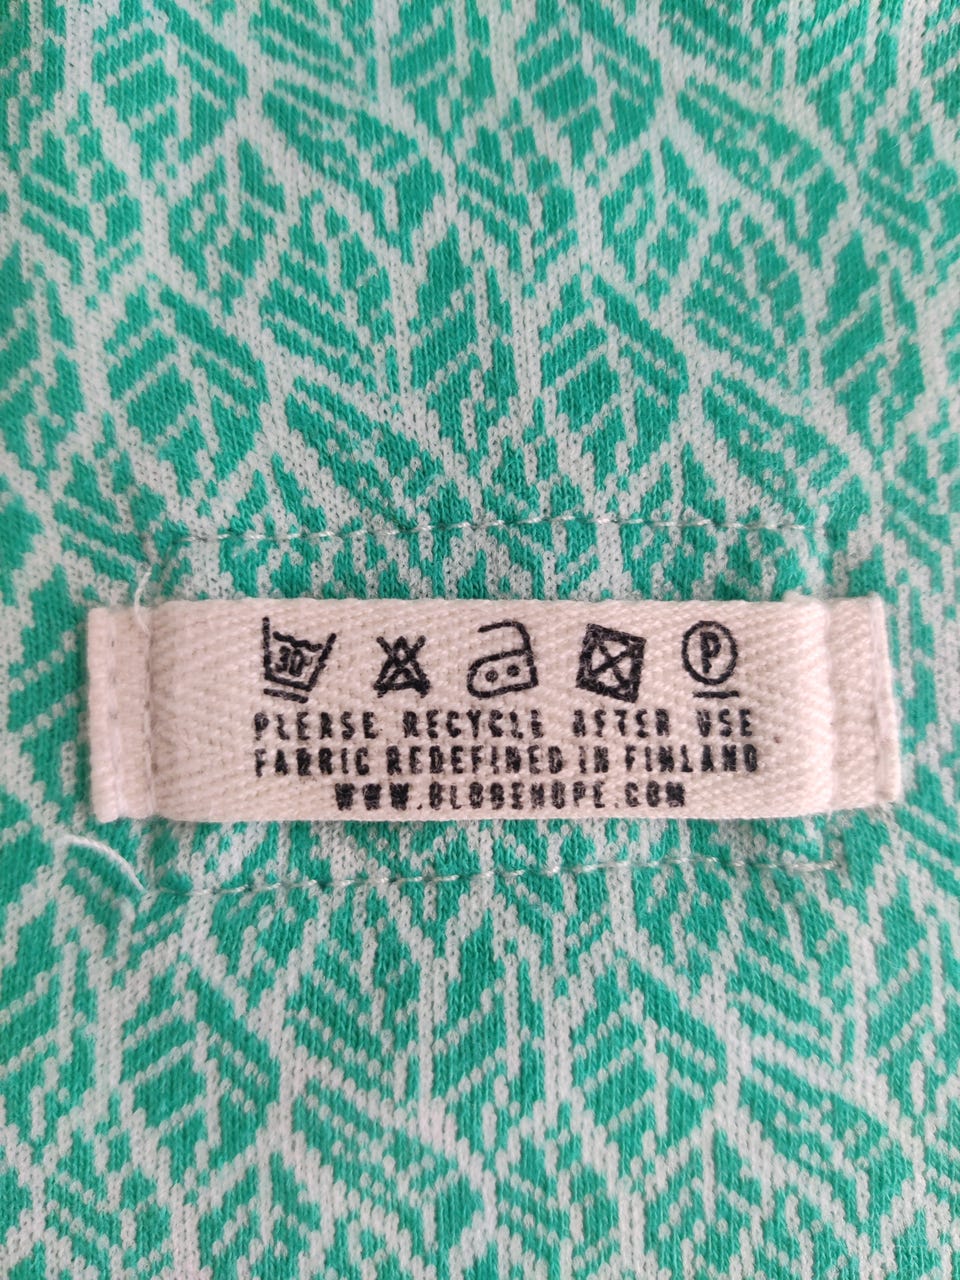 30°
P
PLEASE RECYCLE AFTER USE
FABRIC REDEFINED IN FINLAND
WWW.GLOBEHOPE.COM